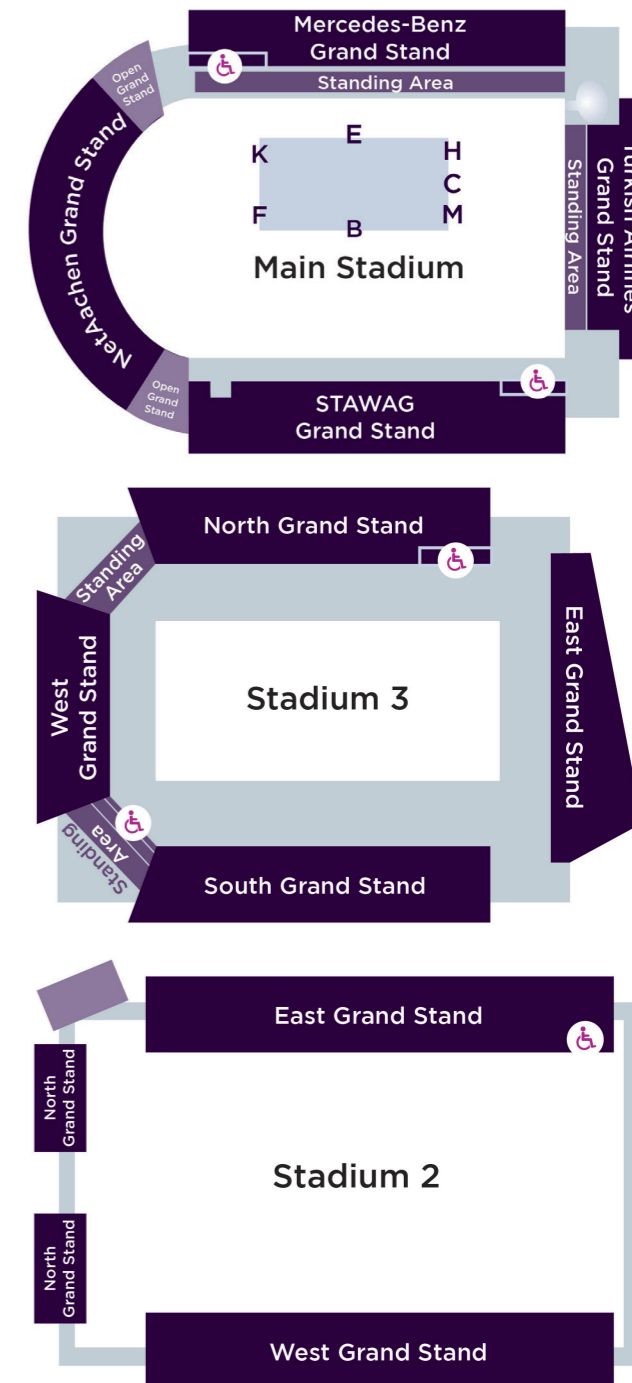 Mercedes-Benz
Grand Stand
Standing Area
Open
Grand
Stand
NetAachen Grand Stand
E
K
H
C
F
M
B
Main Stadium
Standing Area
Turkish Airlines
Grand Stand
Open
Grand
Stand
STAWAG
Grand Stand
North Grand Stand
Standing
Area
West
Grand Stand
Stadium 3
East Grand Stand
Standing
Area
South Grand Stand
East Grand Stand
North
Grand Stand
Stadium 2
North
Grand Stand
West Grand Stand